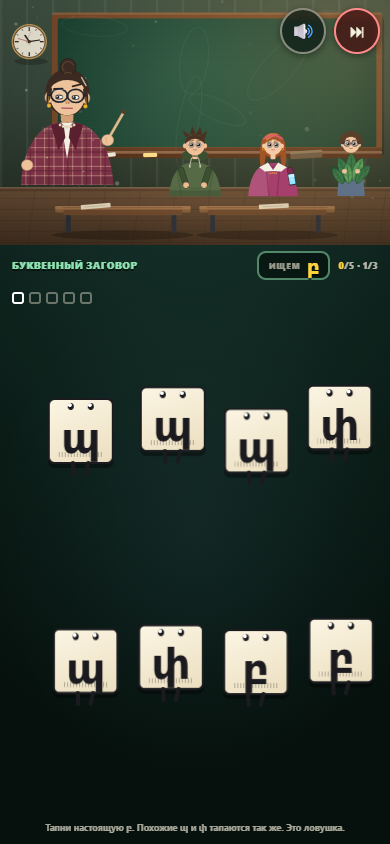 БУКВЕННЫЙ ЗАГОВОР
ИЩЕМ բ
0/5 · 1/3
պ պ պ փ
պ փ բ բ
Тапни настоящую բ. Похожие պ и փ тапаются так же. Это ловушка.